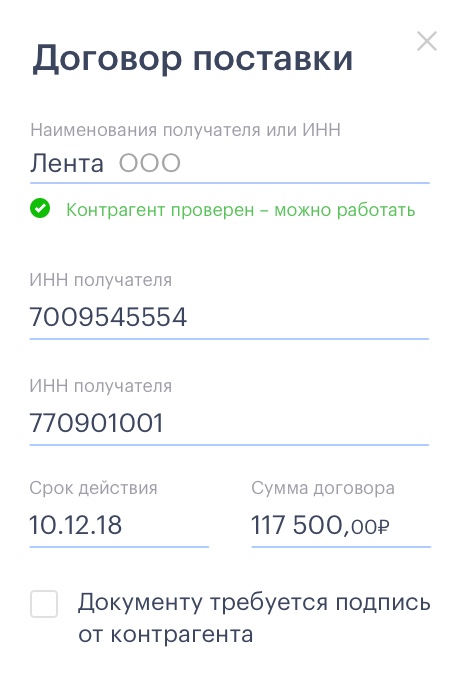 Договор поставки
Наименования получателя или ИНН
Лента ООО
Контрагент проверен – можно работать
ИНН получателя
7009545554
ИНН получателя
770901001
Срок действия
Сумма договора
10.12.18
117 500,00₽
Документу требуется подпись
от контрагента